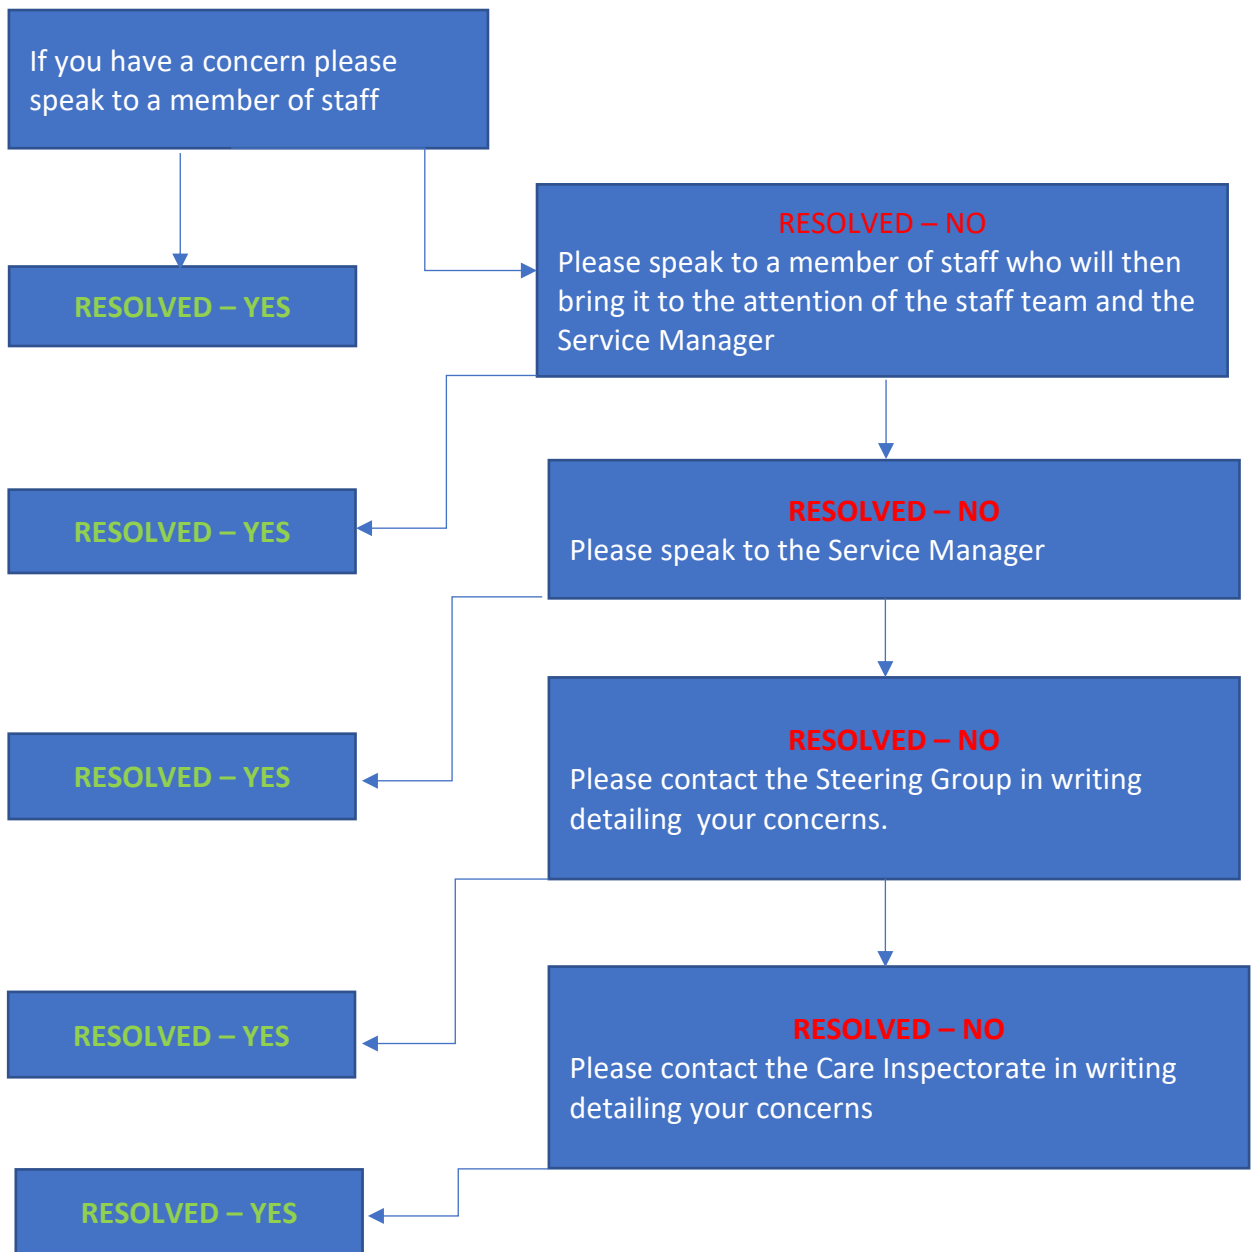 If you have a concern please
speak to a member of staff
RESOLVED – NO
Please speak to a member of staff who will then
bring it to the attention of the staff team and the
Service Manager
RESOLVED – YES
RESOLVED – NO
Please speak to the Service Manager
RESOLVED – YES
RESOLVED – NO
Please contact the Steering Group in writing
detailing  your concerns.
RESOLVED – YES
RESOLVED – NO
Please contact the Care Inspectorate in writing
detailing your concerns
RESOLVED – YES
RESOLVED – YES